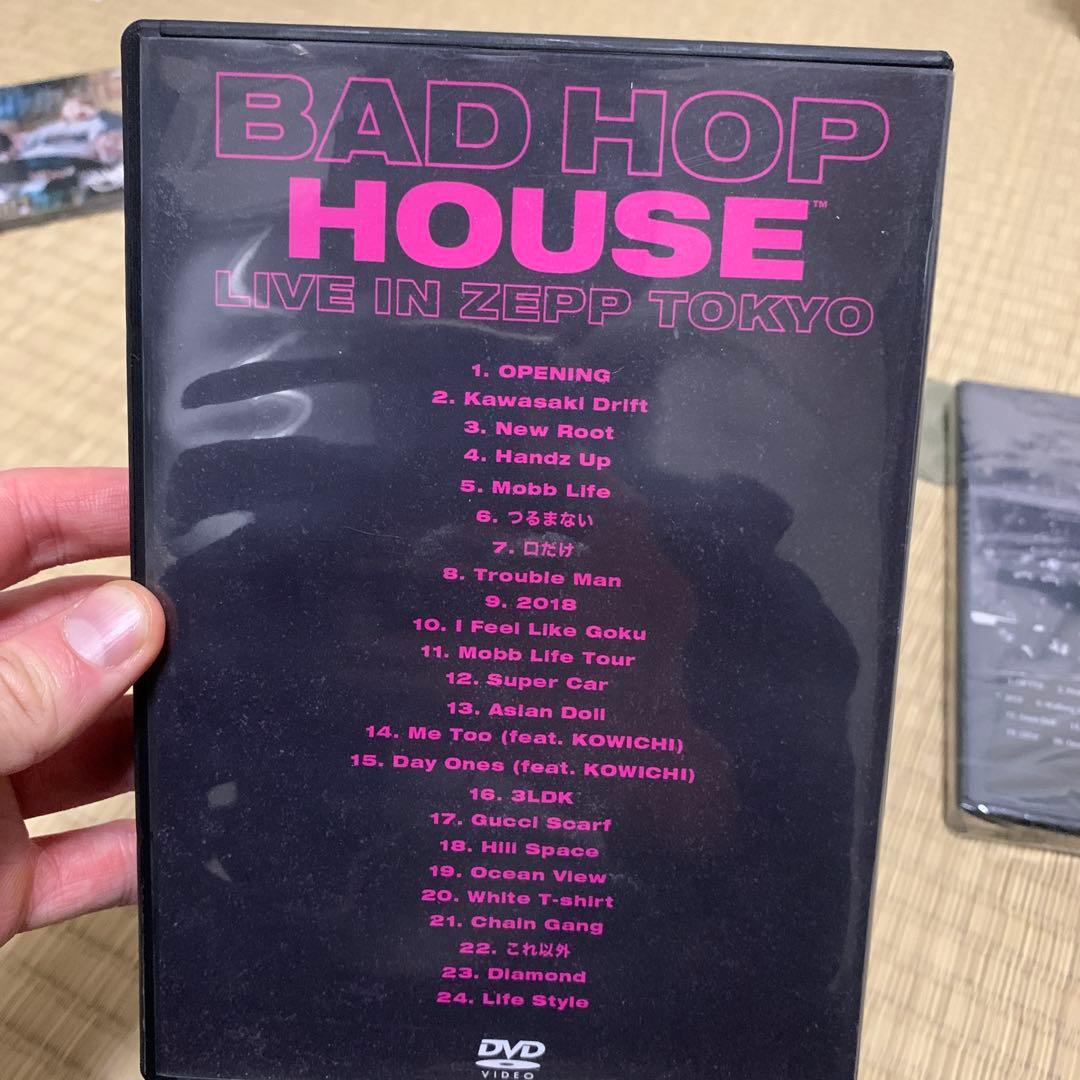 BAD HOP
HOUSE™
LIVE IN ZEPP TOKYO
1. OPENING
2. Kawasaki Drift
3. New Root
4. Handz Up
5. Mobb Life
6. つるまない
7. 口だけ
8. Trouble Man
9. 2018
10. I Feel Like Goku
11. Mobb Life Tour
12. Super Car
13. Asian Doll
14. Me Too (feat. KOWICHI)
15. Day Ones (feat. KOWICHI)
16. 3LDK
17. Gucci Scarf
18. Hiii Space
19. Ocean View
20. White T-shirt
21. Chain Gang
22. これ以外
23. Diamond
24. Life Style
DVD
VIDEO